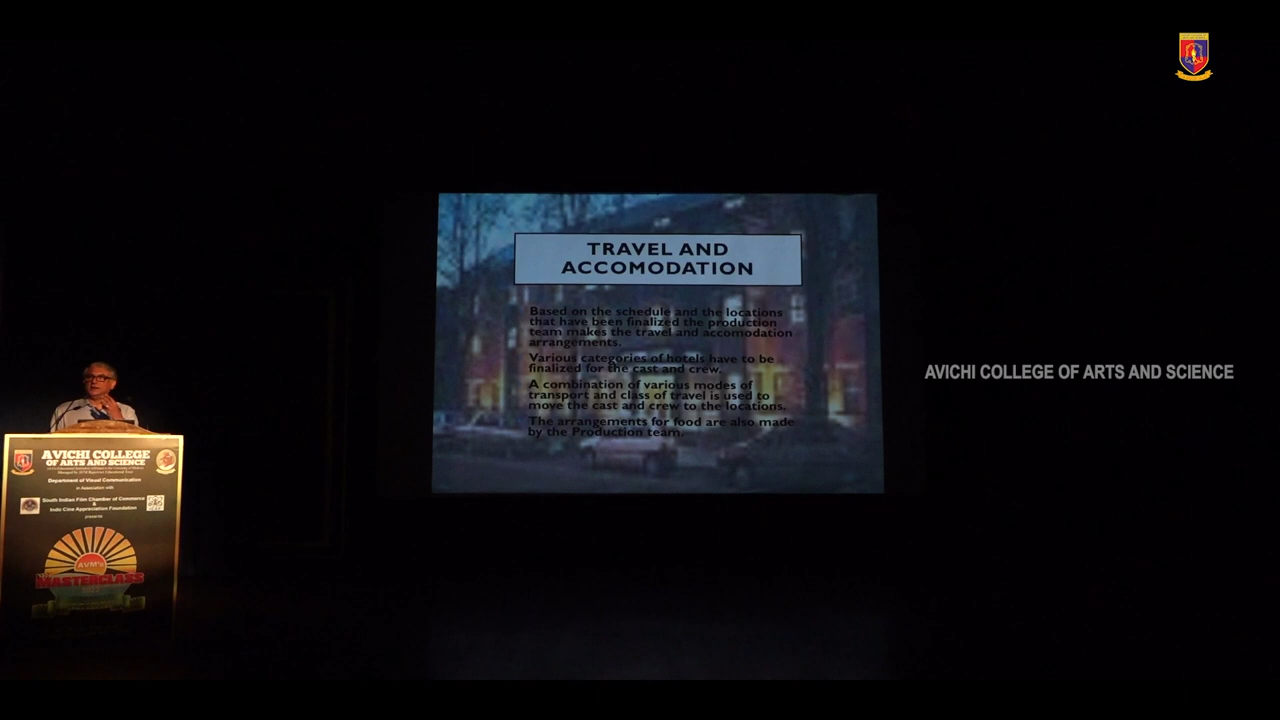 TRAVEL AND
ACCOMODATION
Based on the schedule and the locations
that have been finalized the production
team makes the travel and accomodation
arrangements.
Various categories of hotels have to be
finalized for the cast and crew.
A combination of various modes of
transport and class of travel is used to
move the cast and crew to the locations.
The arrangements for food are also made
by the Production team.
AVICHI COLLEGE OF ARTS AND SCIENCE
AVICHI COLLEGE
OF ARTS AND SCIENCE
Department of Visual Communication
in Association with
South Indian Film Chamber of Commerce
&
Indo Cine Appreciation Foundation
presents
AVM's
MASTERCLASS